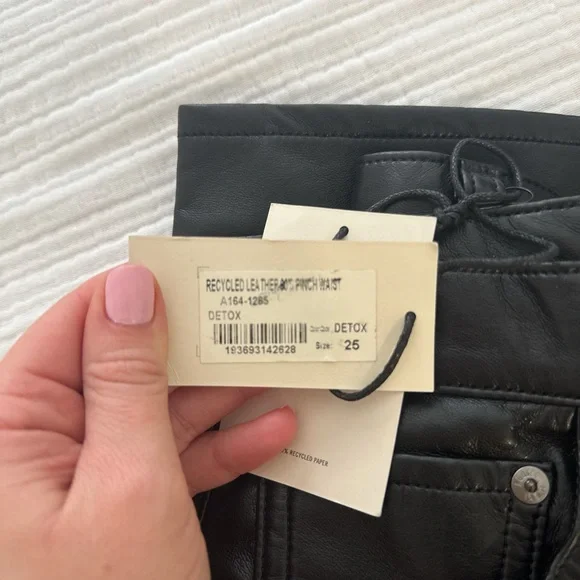 RECYCLED LEATHER 90'S PINCH WAIST
A164-1285
DETOX
Color Code: DETOX
193693142628
Size: 25
RECYCLED PAPER